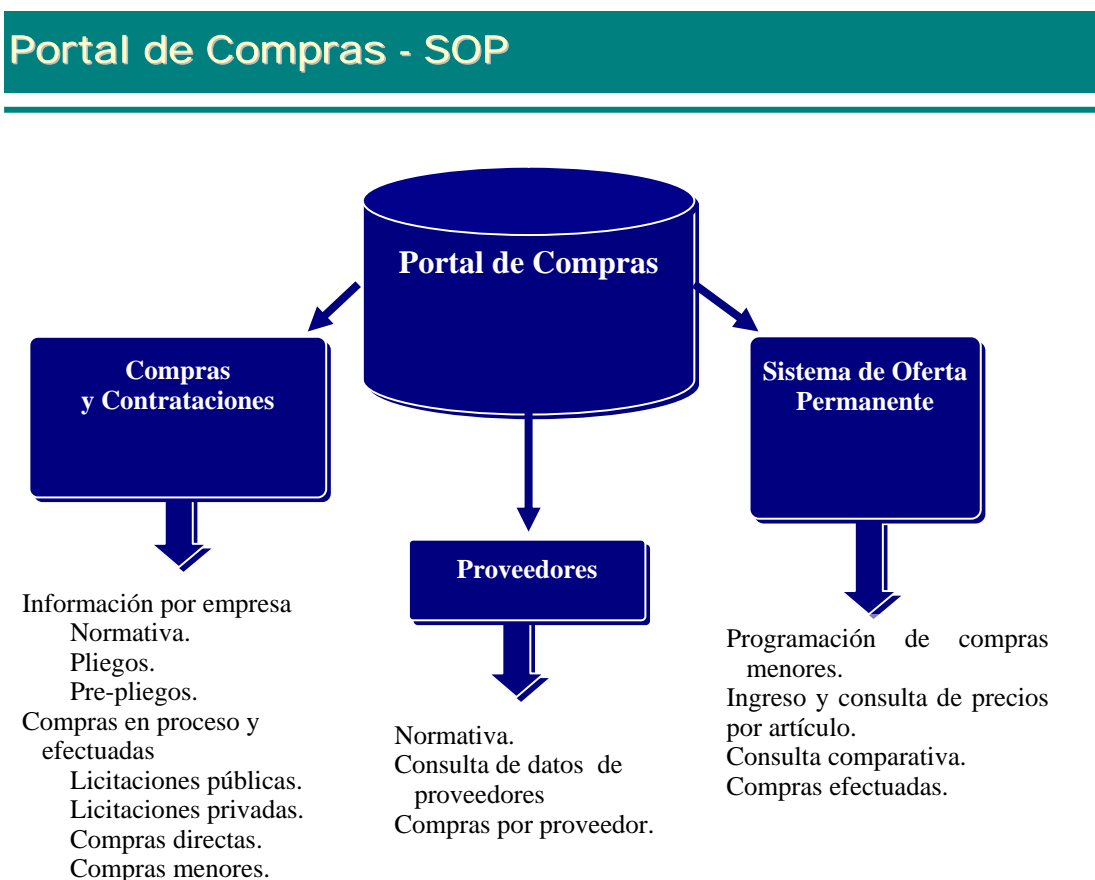 Portal de Compras - SOP
Portal de Compras
Compras
y Contrataciones
Sistema de Oferta
Permanente
Proveedores
Información por empresa
Normativa.
Pliegos.
Pre-pliegos.
Compras en proceso y
efectuadas
Licitaciones públicas.
Licitaciones privadas.
Compras directas.
Compras menores.
Normativa.
Consulta de datos de
proveedores
Compras por proveedor.
Programación de compras
menores.
Ingreso y consulta de precios
por artículo.
Consulta comparativa.
Compras efectuadas.